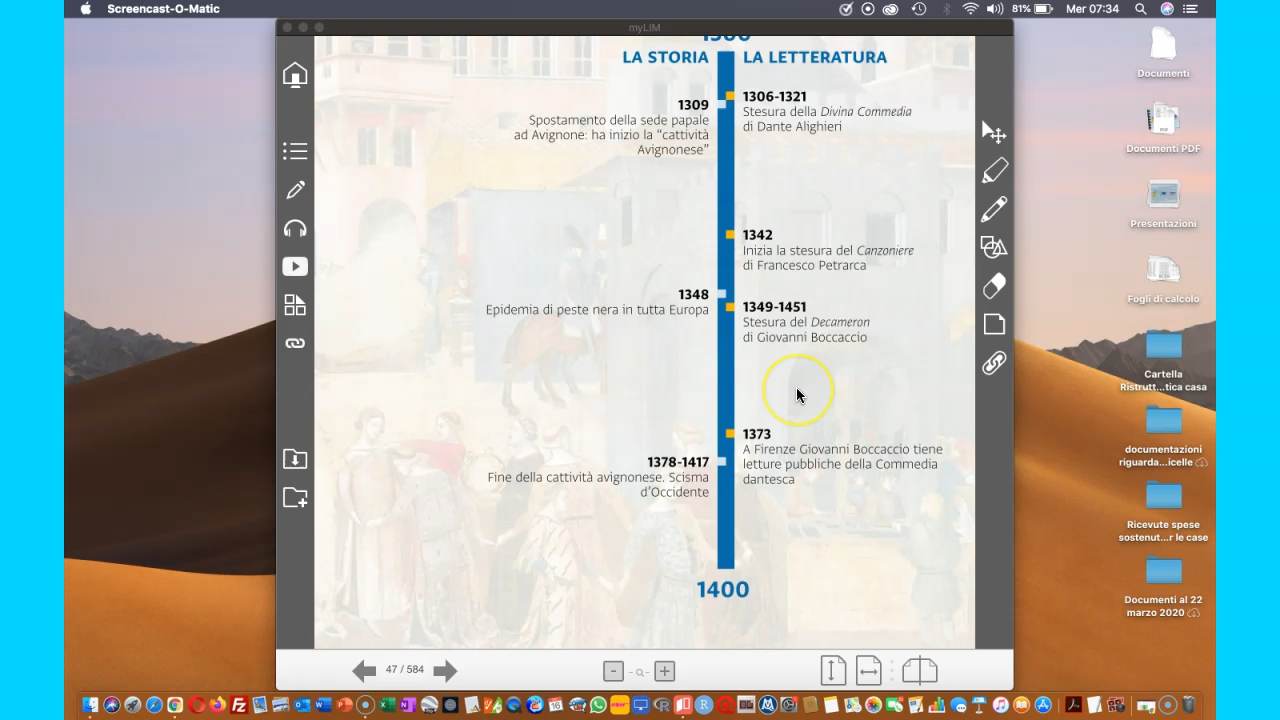 Screencast-O-Matic
81%
Mer 07:34
myLIM
1300
LA STORIA
LA LETTERATURA
1309
Spostamento della sede papale
ad Avignone: ha inizio la “cattività
Avignonese”
1306-1321
Stesura della Divina Commedia
di Dante Alighieri
1342
Inizia la stesura del Canzoniere
di Francesco Petrarca
1348
Epidemia di peste nera in tutta Europa
1349-1451
Stesura del Decameron
di Giovanni Boccaccio
1373
A Firenze Giovanni Boccaccio tiene
letture pubbliche della Commedia
dantesca
1378-1417
Fine della cattività avignonese. Scisma
d’Occidente
1400
47 / 584
Documenti
Documenti PDF
Presentazioni
Fogli di calcolo
Cartella
Ristrutt...tica casa
documentazioni
riguarda...icelle
Ricevute spese
sostenut...r le case
Documenti al 22
marzo 2020